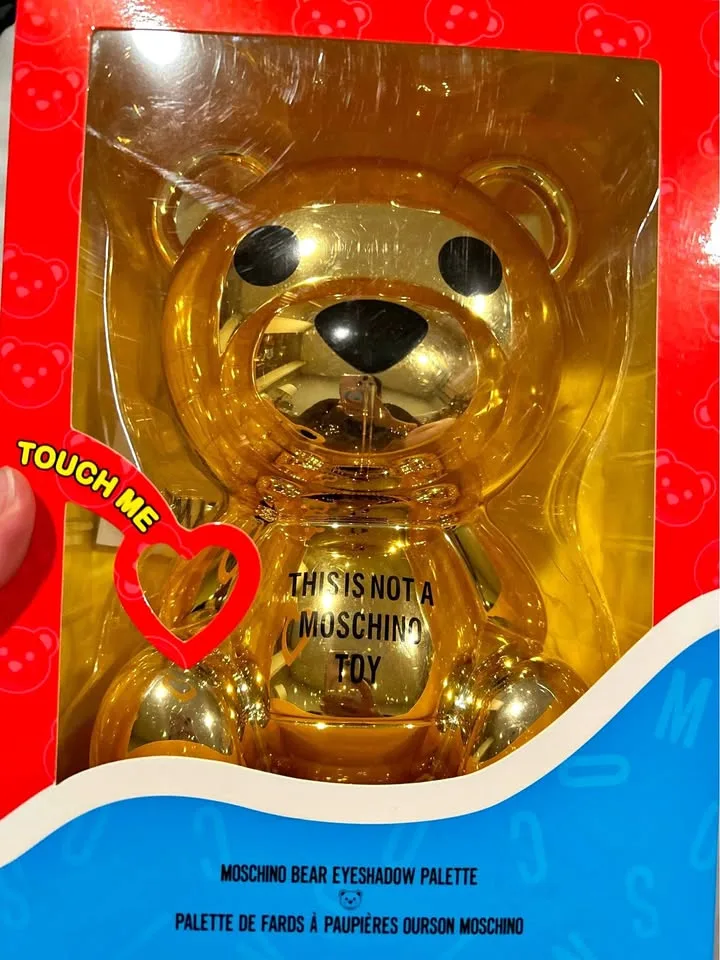 TOUCH ME
THIS IS NOT A
MOSCHINO
TOY
MOSCHINO BEAR EYESHADOW PALETTE
PALETTE DE FARDS À PAUPIÈRES OURSON MOSCHINO